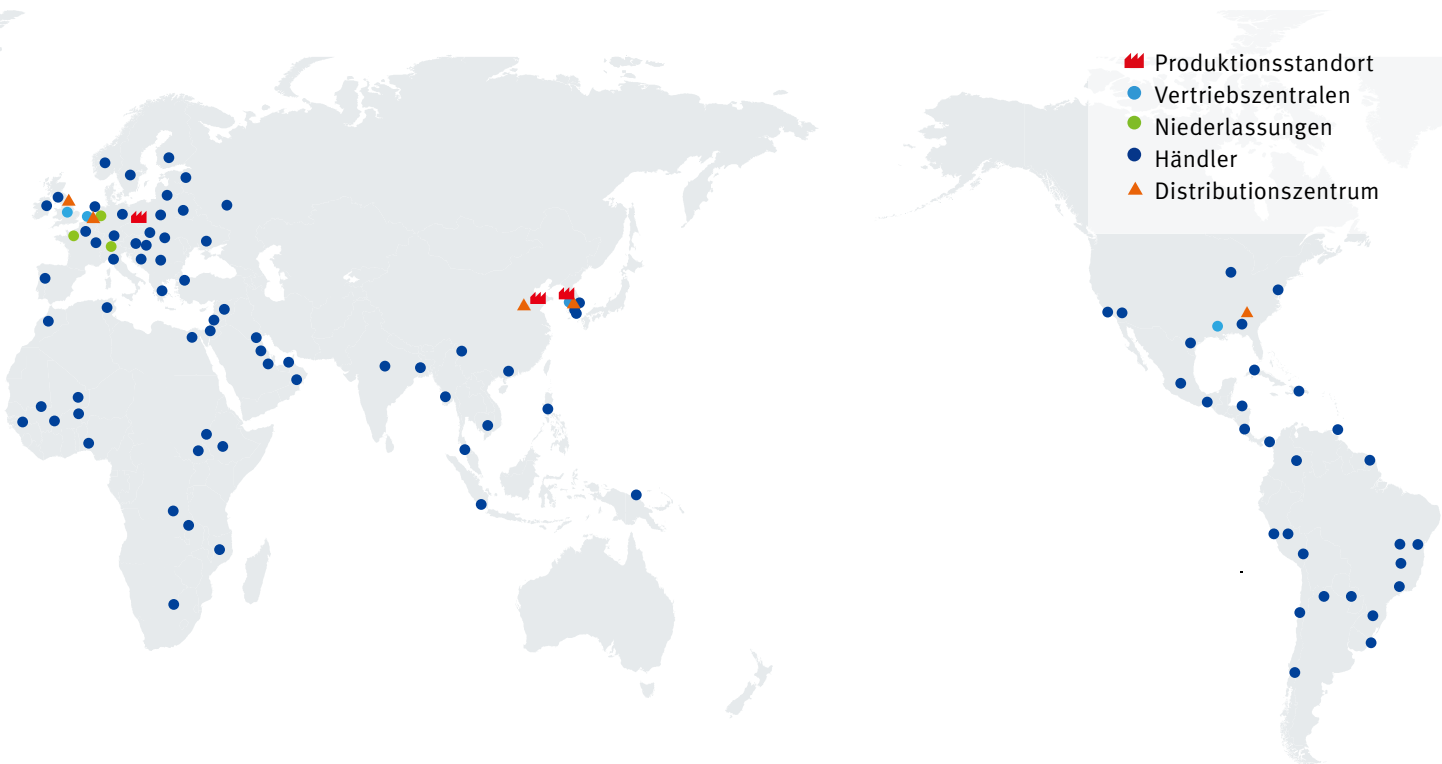 Produktionsstandort
Vertriebszentralen
Niederlassungen
Händler
Distributionszentrum